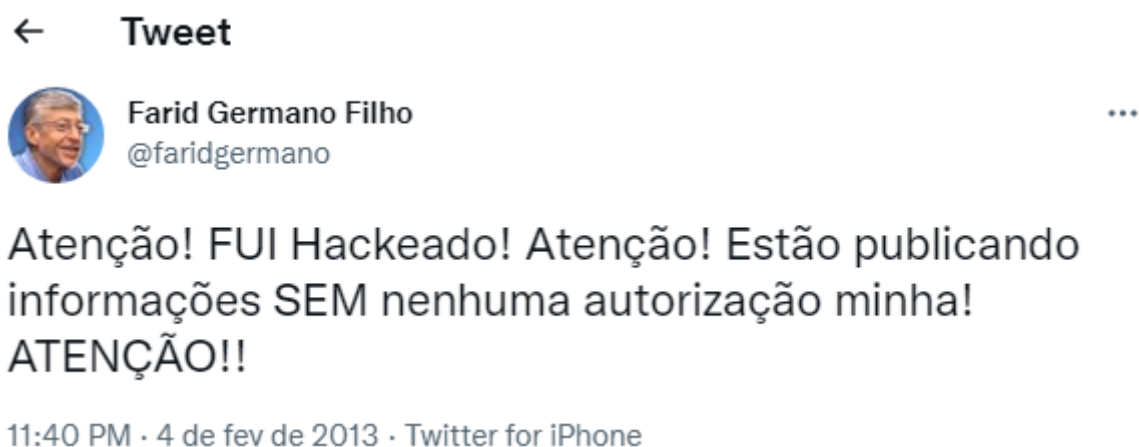 Tweet
Farid Germano Filho
@faridgermano
Atenção! FUI Hackeado! Atenção! Estão publicando
informações SEM nenhuma autorização minha!
ATENÇÃO!!
11:40 PM · 4 de fev de 2013 · Twitter for iPhone